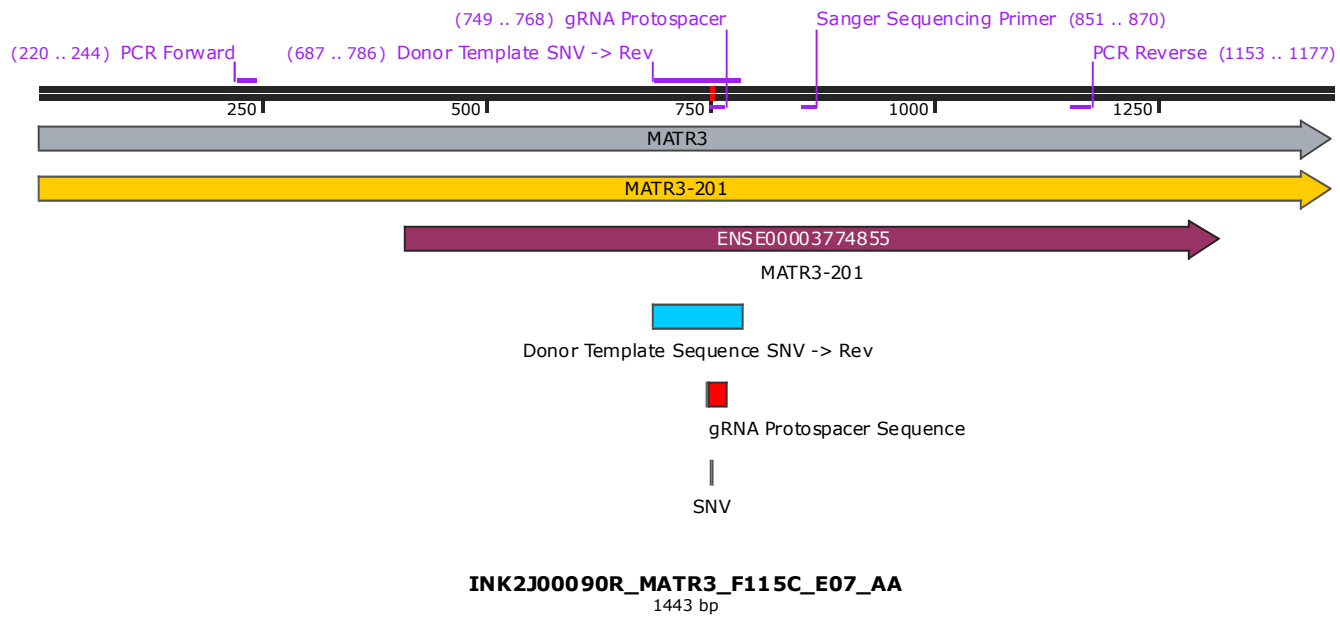 (749 .. 768) gRNA Protospacer
Sanger Sequencing Primer (851 .. 870)
(220 .. 244) PCR Forward
(687 .. 786) Donor Template SNV -> Rev
PCR Reverse (1153 .. 1177)
250
500
750
1000
1250
MATR3
MATR3-201
ENSE00003774855
MATR3-201
Donor Template Sequence SNV -> Rev
gRNA Protospacer Sequence
SNV
INK2J00090R_MATR3_F115C_E07_AA
1443 bp